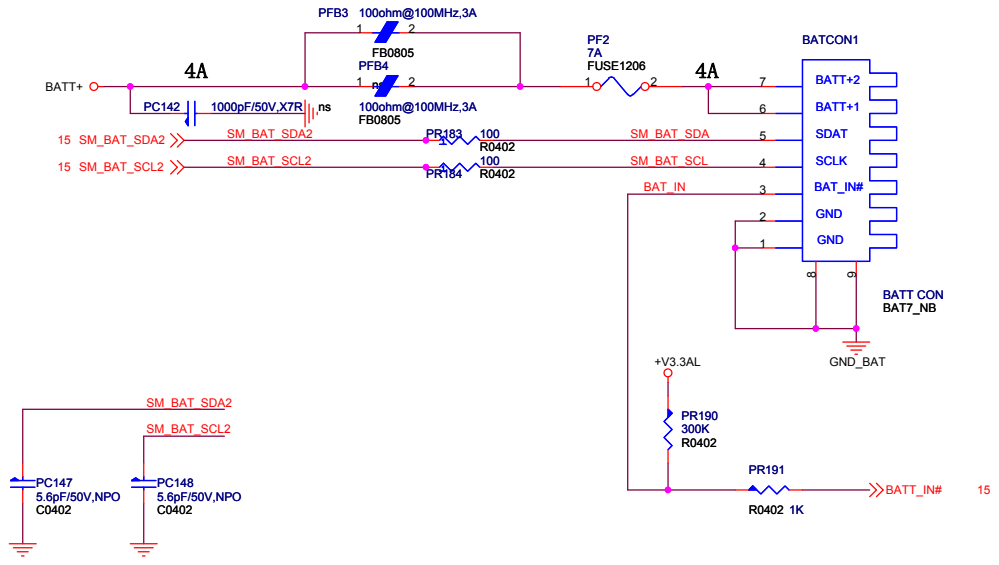 PFB3 100ohm@100MHz,3A
1 2
FB0805
PFB4
BATT+ 4A 1 ns 2
100ohm@100MHz,3A
FB0805
PF2
7A
FUSE1206
1 2
4A
BATCON1
7 BATT+2
6 BATT+1
5 SDAT
4 SCLK
3 BAT_IN#
2 GND
1 GND
8 9
BATT CON
BAT7_NB
GND_BAT
PC142 1000pF/50V,X7R ns
15 SM_BAT_SDA2 SM_BAT_SDA2 PR183 1 100 SM_BAT_SDA
R0402
15 SM_BAT_SCL2 SM_BAT_SCL2 100 SM_BAT_SCL
PR184 R0402
BAT_IN
+V3.3AL
PR190
300K
R0402
PR191
R0402 1K
BATT_IN# 15
SM_BAT_SDA2
SM_BAT_SCL2
PC147
5.6pF/50V,NPO
C0402
PC148
5.6pF/50V,NPO
C0402